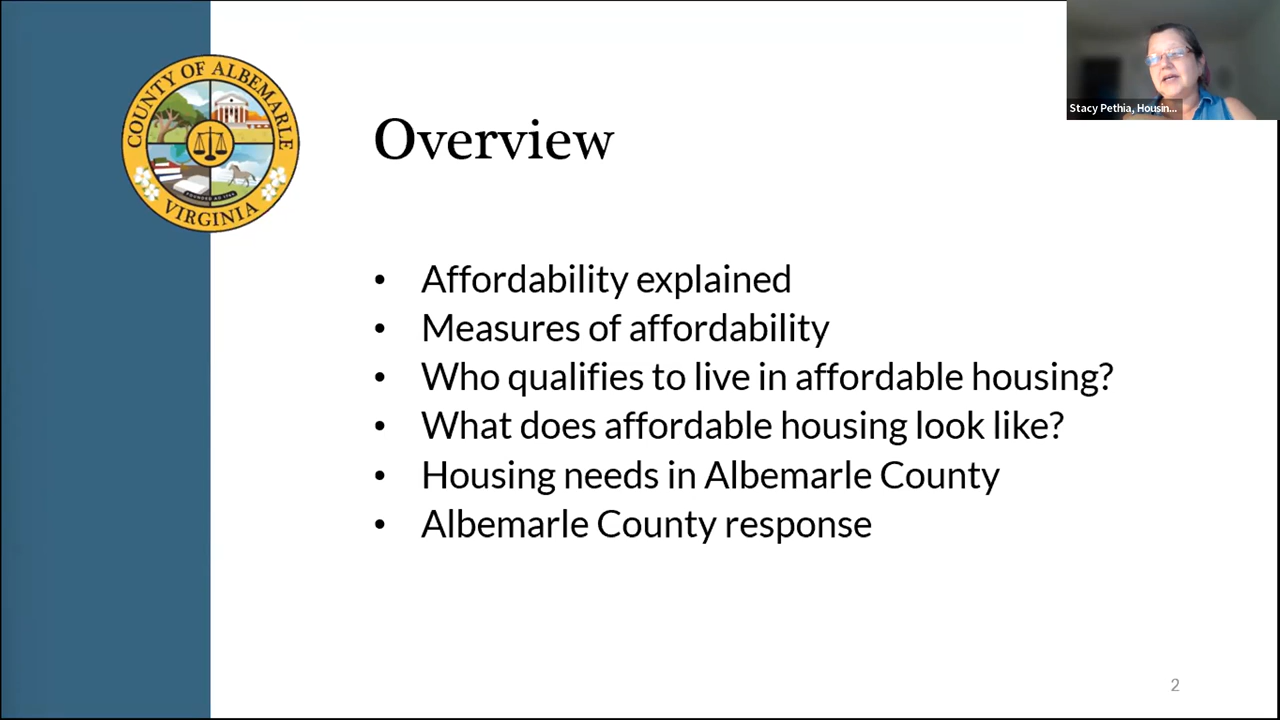 COUNTY OF ALBEMARLE
VIRGINIA
Overview
Stacy Pethia, Housin...
• Affordability explained
• Measures of affordability
• Who qualifies to live in affordable housing?
• What does affordable housing look like?
• Housing needs in Albemarle County
• Albemarle County response
2